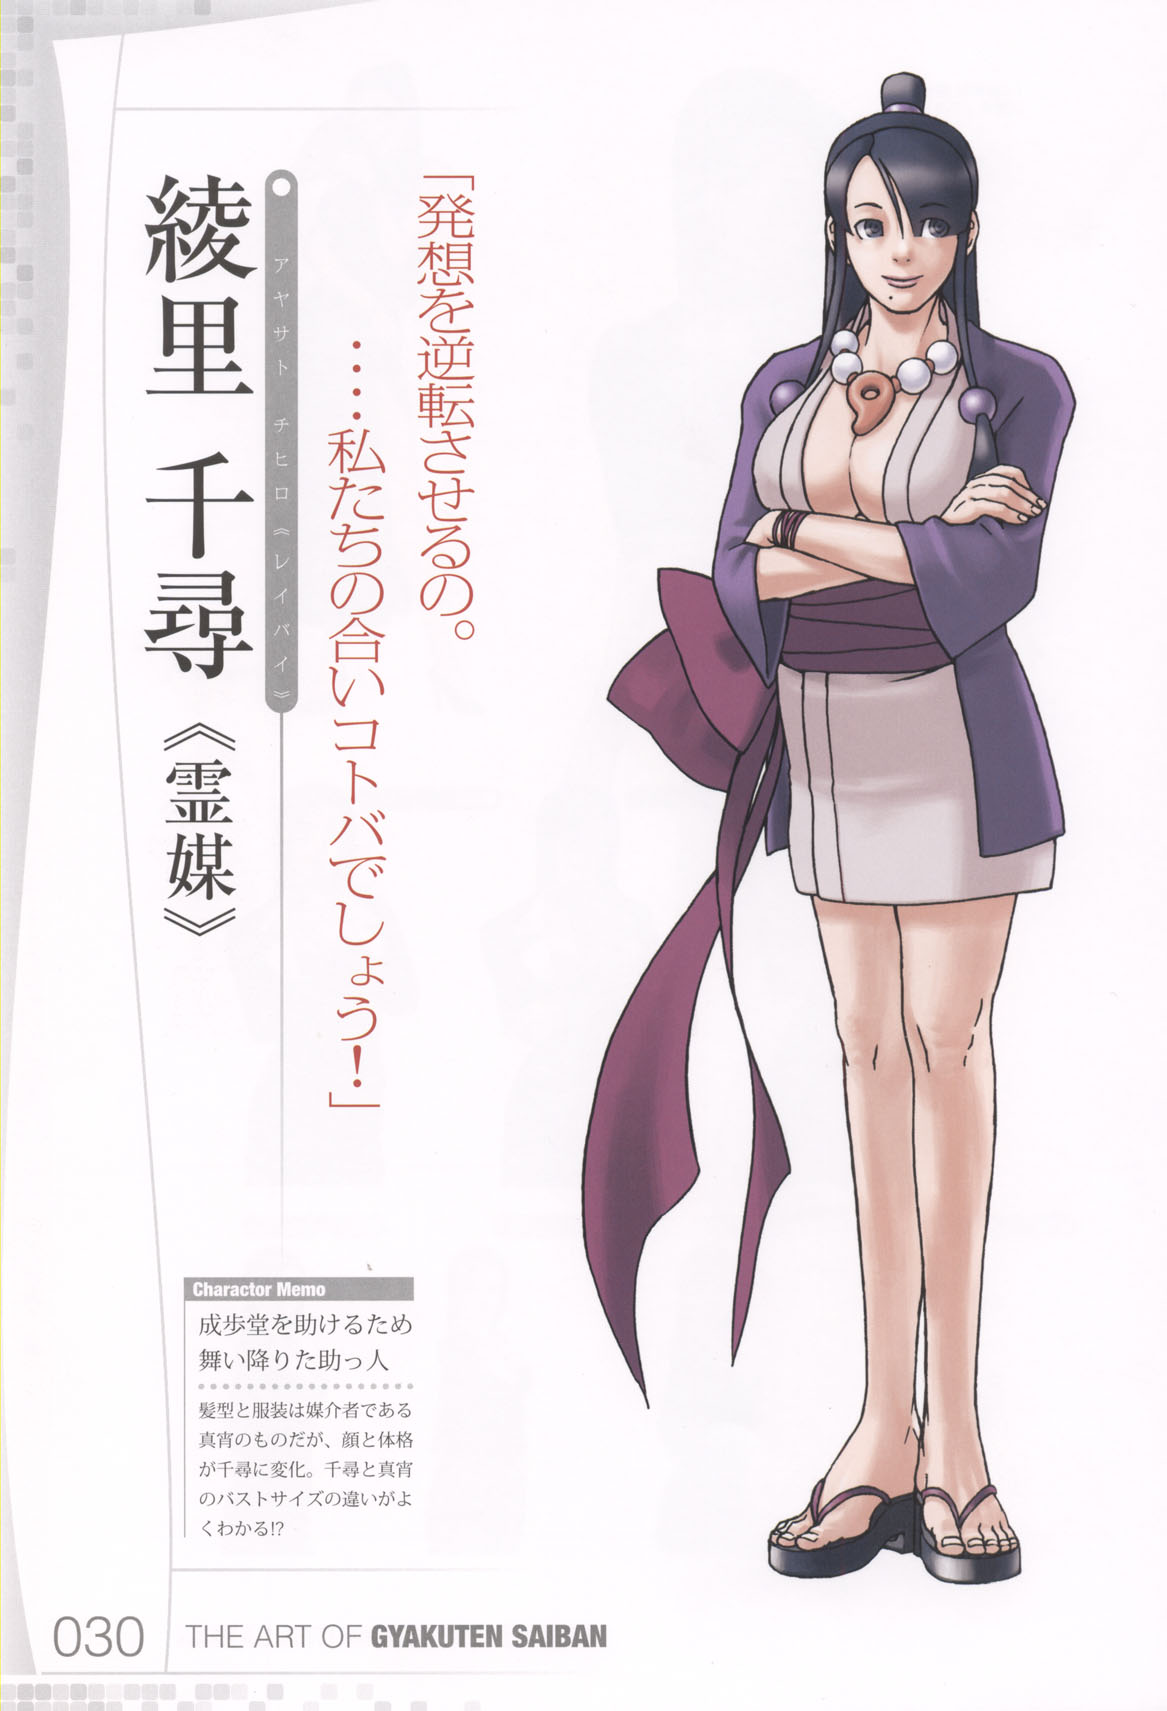 「発想を逆転させるの。
……私たちの合いコトバでしょう！」
アヤサト チヒロ《レイバイ》
綾里 千尋《霊媒》
Charactor Memo
成歩堂を助けるため
舞い降りた助っ人
髪型と服装は媒介者である
真宵のものだが、顔と体格
が千尋に変化。千尋と真宵
のバストサイズの違いがよ
くわかる!?
030 THE ART OF GYAKUTEN SAIBAN